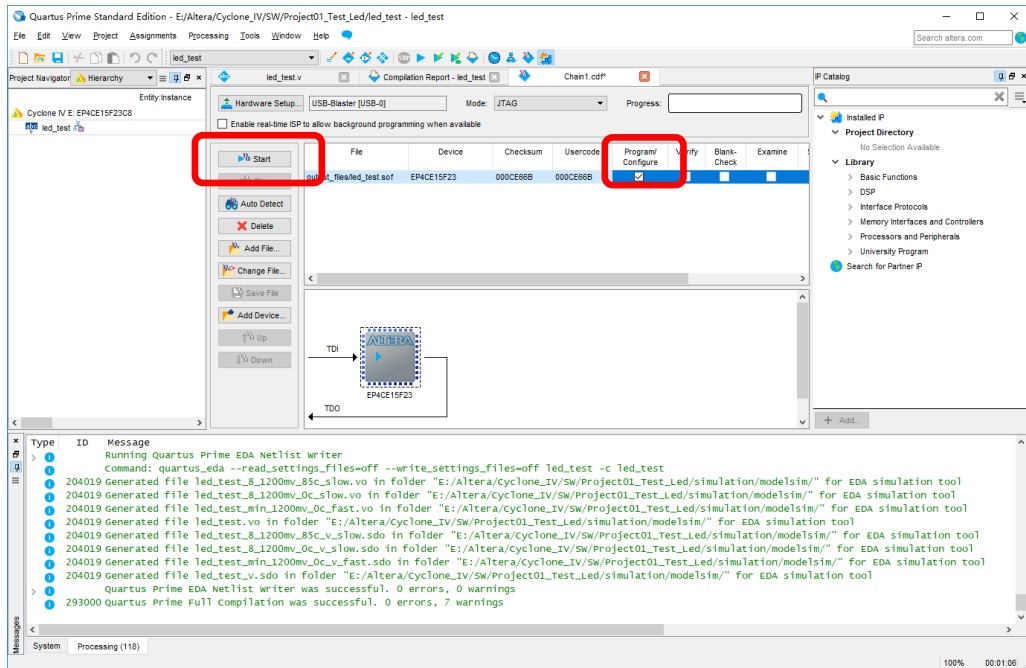 Quartus Prime Standard Edition - E:/Altera/Cyclone_IV/SW/Project01_Test_Led/led_test - led_test
File Edit View Project Assignments Processing Tools Window Help
Search altera.com
led_test
Project Navigator Hierarchy
led_test.v
Compilation Report - led_test
Chain1.cdf*
IP Catalog
Entity:Instance
Cyclone IV E: EP4CE15F23C8
led_test
Hardware Setup...
USB-Blaster [USB-0]
Mode: JTAG
Progress:
Enable real-time ISP to allow background programming when available
Start
Auto Detect
Delete
Add File...
Change File...
Save File
Add Device...
Up
Down
File Device Checksum Usercode Program/ Configure Blank- Check Examine
output_files/led_test.sof EP4CE15F23 000CE66B 000CE66B
TDI
ALTERA
EP4CE15F23
TDO
Installed IP
Project Directory
No Selection Available
Library
Basic Functions
DSP
Interface Protocols
Memory Interfaces and Controllers
Processors and Peripherals
University Program
Search for Partner IP
+ Add...
Type ID Message
Running Quartus Prime EDA Netlist Writer
Command: quartus_eda --read_settings_files=off --write_settings_files=off led_test -c led_test
204019 Generated file led_test_8_1200mv_85c_slow.vo in folder "E:/Altera/Cyclone_IV/SW/Project01_Test_Led/simulation/modelsim/" for EDA simulation tool
204019 Generated file led_test_8_1200mv_0c_slow.vo in folder "E:/Altera/Cyclone_IV/SW/Project01_Test_Led/simulation/modelsim/" for EDA simulation tool
204019 Generated file led_test_min_1200mv_0c_fast.vo in folder "E:/Altera/Cyclone_IV/SW/Project01_Test_Led/simulation/modelsim/" for EDA simulation tool
204019 Generated file led_test.vo in folder "E:/Altera/Cyclone_IV/SW/Project01_Test_Led/simulation/modelsim/" for EDA simulation tool
204019 Generated file led_test_8_1200mv_85c_v_slow.sdo in folder "E:/Altera/Cyclone_IV/SW/Project01_Test_Led/simulation/modelsim/" for EDA simulation tool
204019 Generated file led_test_8_1200mv_0c_v_slow.sdo in folder "E:/Altera/Cyclone_IV/SW/Project01_Test_Led/simulation/modelsim/" for EDA simulation tool
204019 Generated file led_test_min_1200mv_0c_v_fast.sdo in folder "E:/Altera/Cyclone_IV/SW/Project01_Test_Led/simulation/modelsim/" for EDA simulation tool
204019 Generated file led_test_v.sdo in folder "E:/Altera/Cyclone_IV/SW/Project01_Test_Led/simulation/modelsim/" for EDA simulation tool
Quartus Prime EDA Netlist Writer was successful. 0 errors, 0 warnings
293000 Quartus Prime Full Compilation was successful. 0 errors, 7 warnings
Messages
System Processing (118)
100% 00:01:06